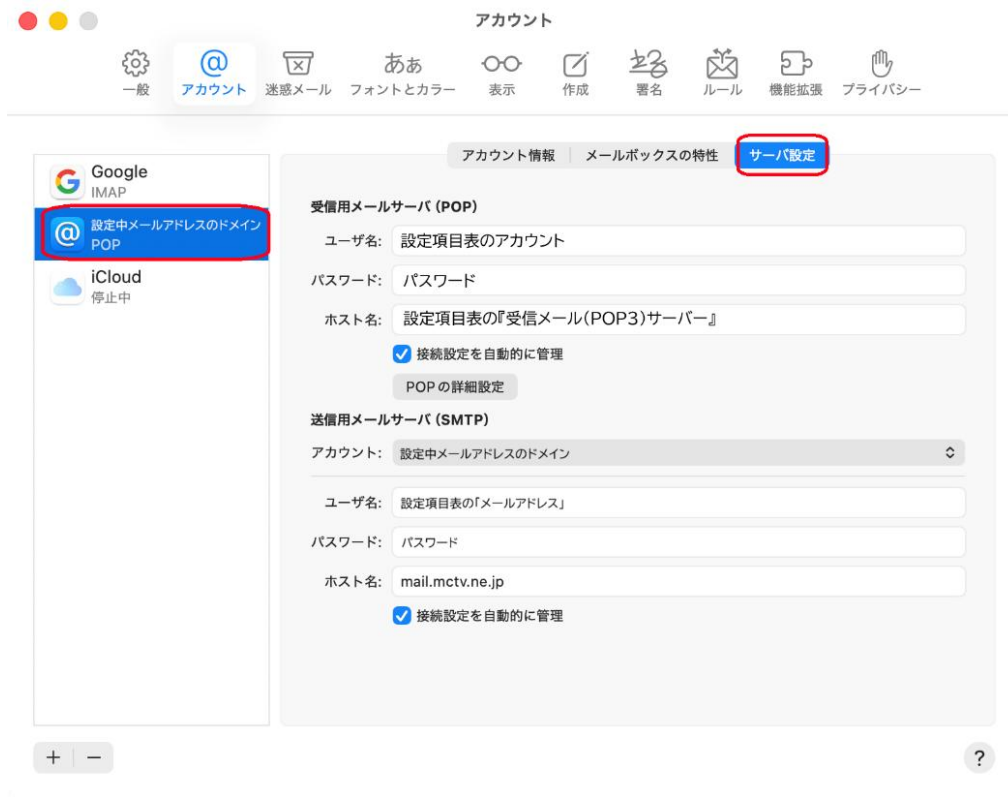 アカウント
一般
アカウント
迷惑メール
あぁ
フォントとカラー
表示
作成
署名
ルール
機能拡張
プライバシー
アカウント情報
メールボックスの特性
サーバ設定
Google
IMAP
設定中メールアドレスのドメイン
POP
iCloud
停止中
受信用メールサーバ (POP)
ユーザ名: 設定項目表のアカウント
パスワード: パスワード
ホスト名: 設定項目表の『受信メール(POP3)サーバー』
接続設定を自動的に管理
POPの詳細設定
送信用メールサーバ (SMTP)
アカウント: 設定中メールアドレスのドメイン
ユーザ名: 設定項目表の「メールアドレス」
パスワード: パスワード
ホスト名: mail.mctv.ne.jp
接続設定を自動的に管理
+ −
?